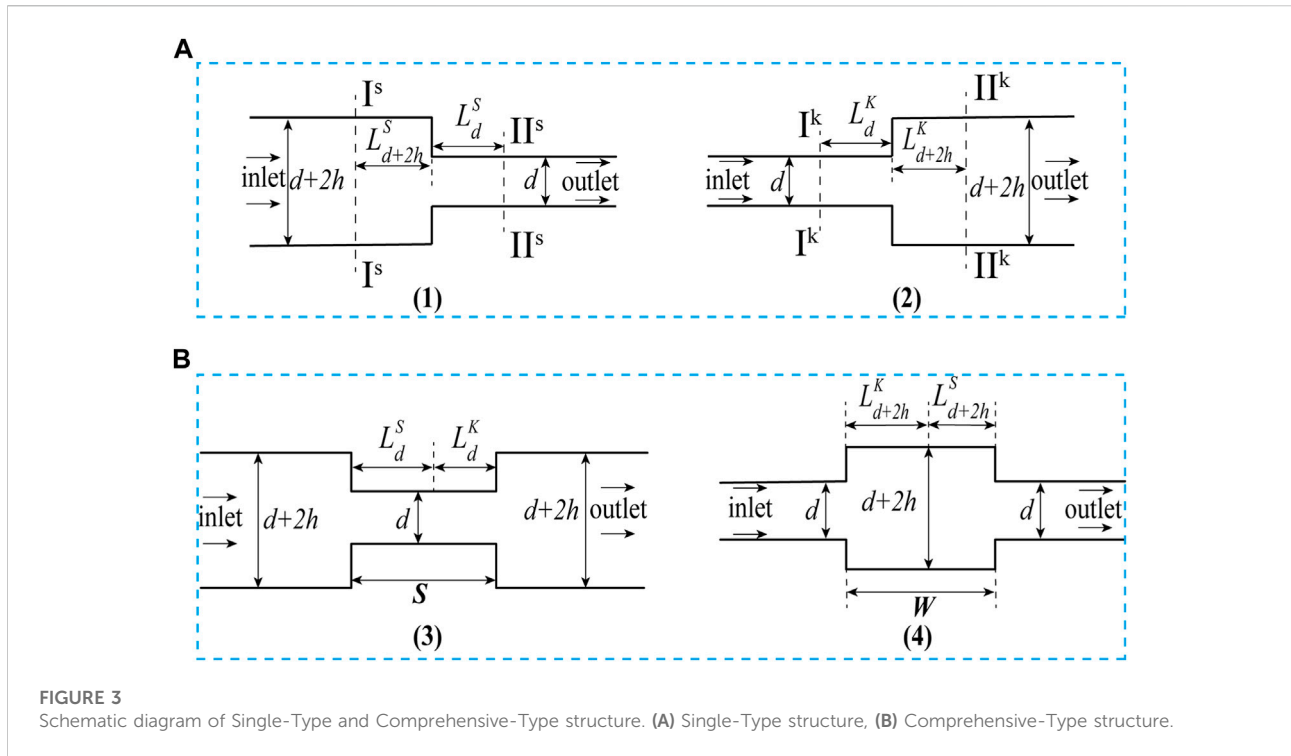 A
I^s
L_d^S
II^s
L_{d+2h}^S
inlet
d+2h
d
outlet
II^s
I^s
(1)
II^k
I^k
L_d^K
L_{d+2h}^K
inlet
d
d+2h
outlet
I^k
II^k
(2)
B
L_d^S
L_d^K
inlet
d+2h
d
d+2h
outlet
S
(3)
L_{d+2h}^K
L_{d+2h}^S
inlet
d
d+2h
d
outlet
W
(4)
FIGURE 3
Schematic diagram of Single-Type and Comprehensive-Type structure. (A) Single-Type structure, (B) Comprehensive-Type structure.